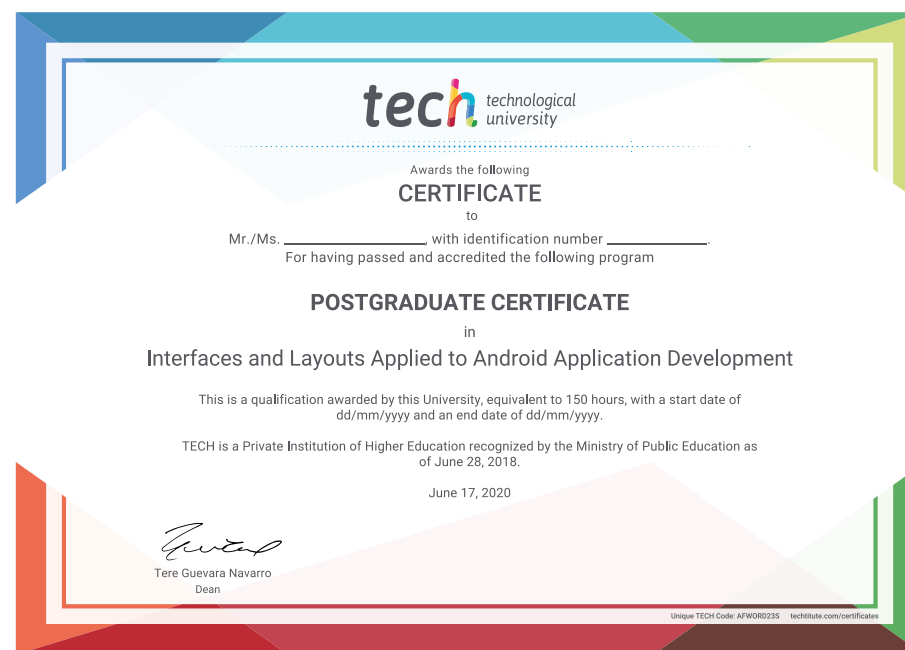 tech technological
university
Awards the following
CERTIFICATE
to
Mr./Ms. ____________, with identification number ____________.
For having passed and accredited the following program
POSTGRADUATE CERTIFICATE
in
Interfaces and Layouts Applied to Android Application Development
This is a qualification awarded by this University, equivalent to 150 hours, with a start date of
dd/mm/yyyy and an end date of dd/mm/yyyy.
TECH is a Private Institution of Higher Education recognized by the Ministry of Public Education as
of June 28, 2018.
June 17, 2020
Tere Guevara Navarro
Dean
Unique TECH Code: AFWORD23S techtitute.com/certificates